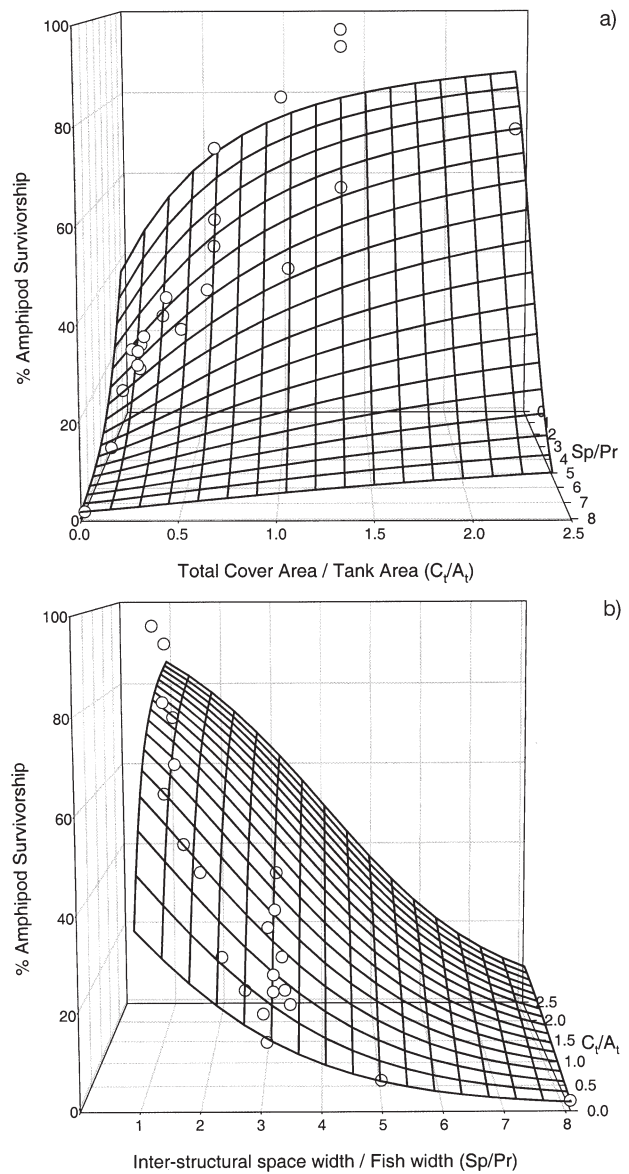 a)
100
80
60
40
20
0
% Amphipod Survivorship
0.0 0.5 1.0 1.5 2.0 2.5
0
1
2
3
4
5
6
7
8
Sp/Pr
Total Cover Area / Tank Area (Ct/At)
b)
100
80
60
40
20
0
% Amphipod Survivorship
1 2 3 4 5 6 7 8
2.5
2.0
1.5
1.0
0.5
0.0
Ct/At
Inter-structural space width / Fish width (Sp/Pr)